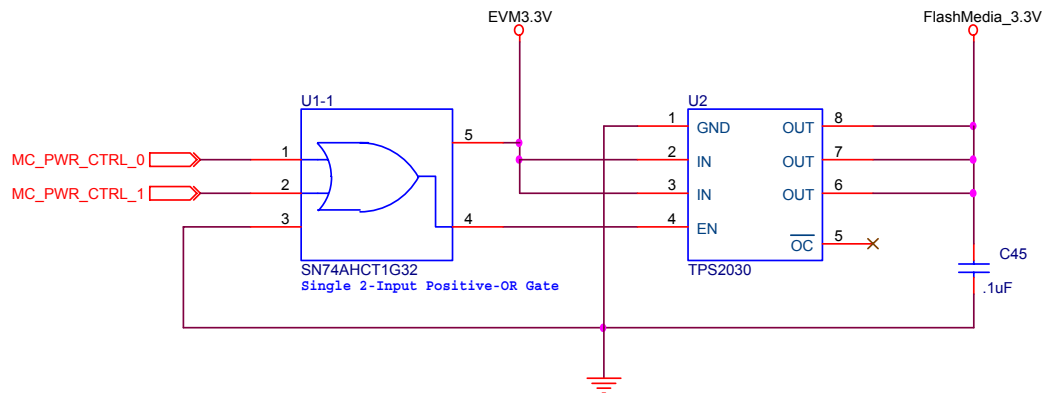 EVM3.3V
FlashMedia_3.3V
U1-1
U2
MC_PWR_CTRL_0
MC_PWR_CTRL_1
1
2
3
5
4
SN74AHCT1G32
Single 2-Input Positive-OR Gate
1 GND OUT 8
2 IN OUT 7
3 IN OUT 6
4 EN OC 5
TPS2030
C45
.1uF